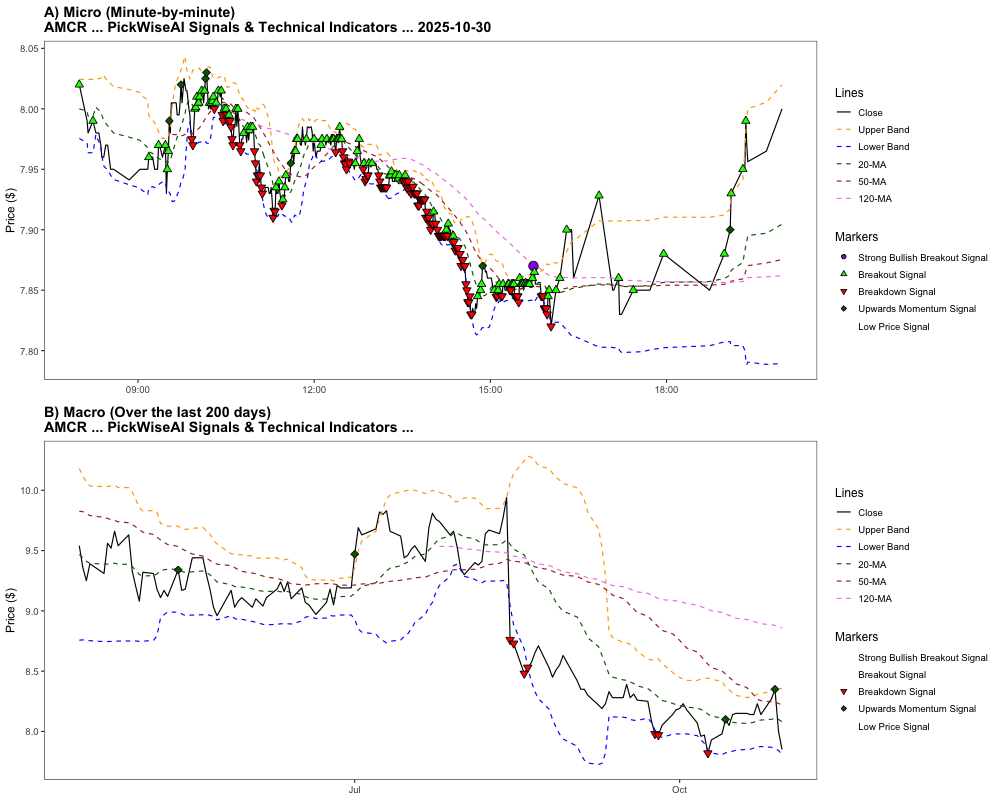 A) Micro (Minute-by-minute)
AMCR ... PickWiseAI Signals & Technical Indicators ... 2025-10-30
Price ($)
8.05
8.00
7.95
7.90
7.85
7.80
09:00
12:00
15:00
18:00
Lines
Close
Upper Band
Lower Band
20-MA
50-MA
120-MA
Markers
Strong Bullish Breakout Signal
Breakout Signal
Breakdown Signal
Upwards Momentum Signal
Low Price Signal
B) Macro (Over the last 200 days)
AMCR ... PickWiseAI Signals & Technical Indicators ...
Price ($)
10.0
9.5
9.0
8.5
8.0
Jul
Oct
Lines
Close
Upper Band
Lower Band
20-MA
50-MA
120-MA
Markers
Strong Bullish Breakout Signal
Breakout Signal
Breakdown Signal
Upwards Momentum Signal
Low Price Signal